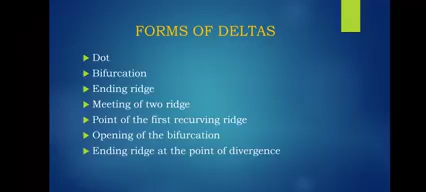 FORMS OF DELTAS
Dot
Bifurcation
Ending ridge
Meeting of two ridge
Point of the first recurving ridge
Opening of the bifurcation
Ending ridge at the point of divergence